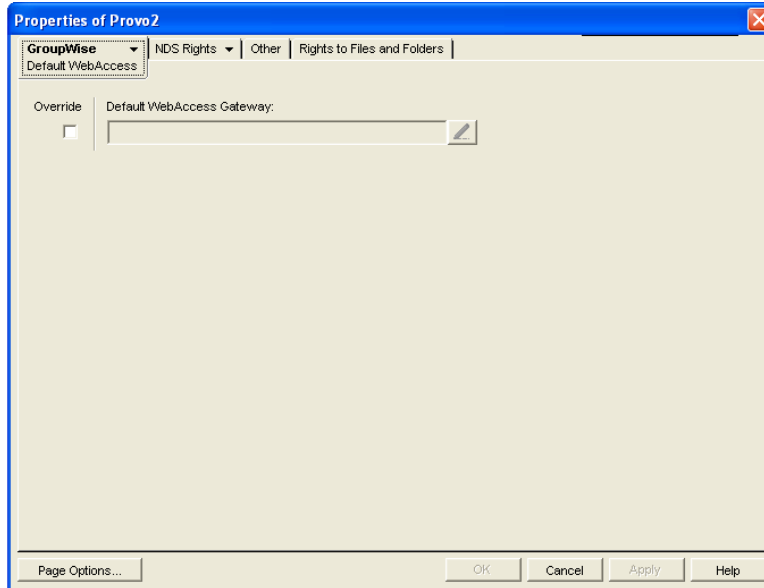 Properties of Provo2
GroupWise NDS Rights Other Rights to Files and Folders
Default WebAccess
Override Default WebAccess Gateway:
Page Options... OK Cancel Apply Help